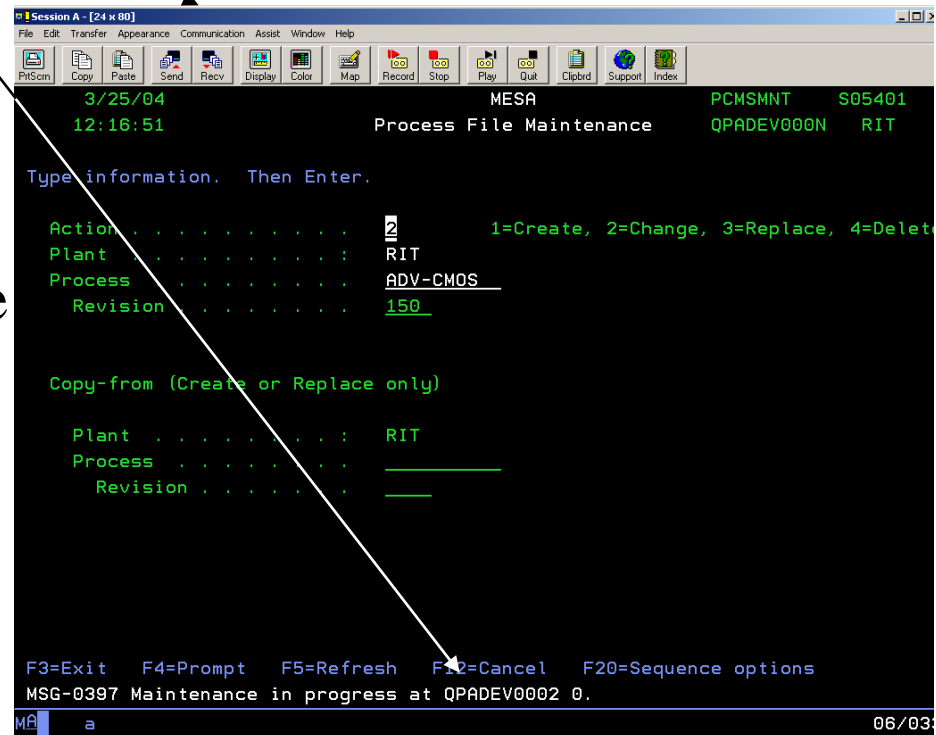 Session A - [24 x 80]
File Edit Transfer Appearance Communication Assist Window Help
PrtScrn Copy Paste Send Recv Display Color Map Record Stop Play Quit Clipbrd Support Index
3/25/04 MESA PCMSMNT S05401
12:16:51 Process File Maintenance QPADEV000N RIT
Type information. Then Enter.
Action . . . . . . . . . . 2 1=Create, 2=Change, 3=Replace, 4=Delete
Plant . . . . . . . . . : RIT
Process . . . . . . . . ADV-CMOS
Revision . . . . . . . . 150
Copy-from (Create or Replace only)
Plant . . . . . . . . . : RIT
Process . . . . . . . .
Revision . . . . . . .
F3=Exit F4=Prompt F5=Refresh F12=Cancel F20=Sequence options
MSG-0397 Maintenance in progress at QPADEV0002 0.
MA a 06/033